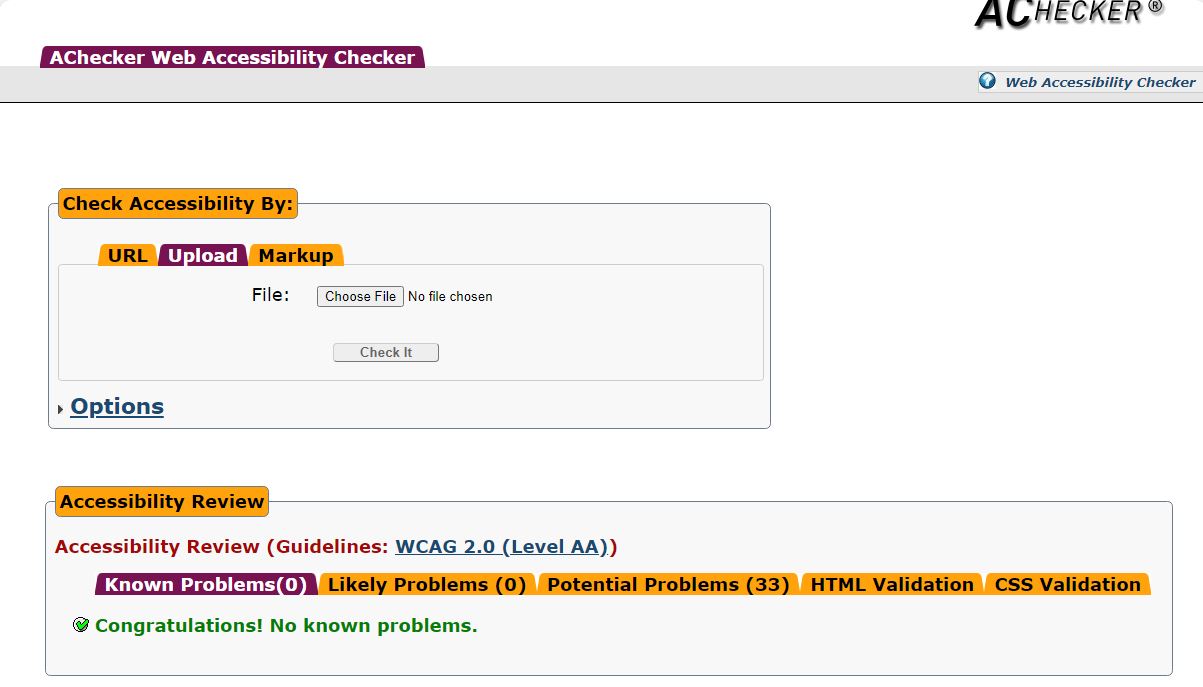 ACHECKER ®
AChecker Web Accessibility Checker
Web Accessibility Checker
Check Accessibility By:
URL Upload Markup
File: Choose File No file chosen
Check It
Options
Accessibility Review
Accessibility Review (Guidelines: WCAG 2.0 (Level AA))
Known Problems(0) Likely Problems (0) Potential Problems (33) HTML Validation CSS Validation
Congratulations! No known problems.